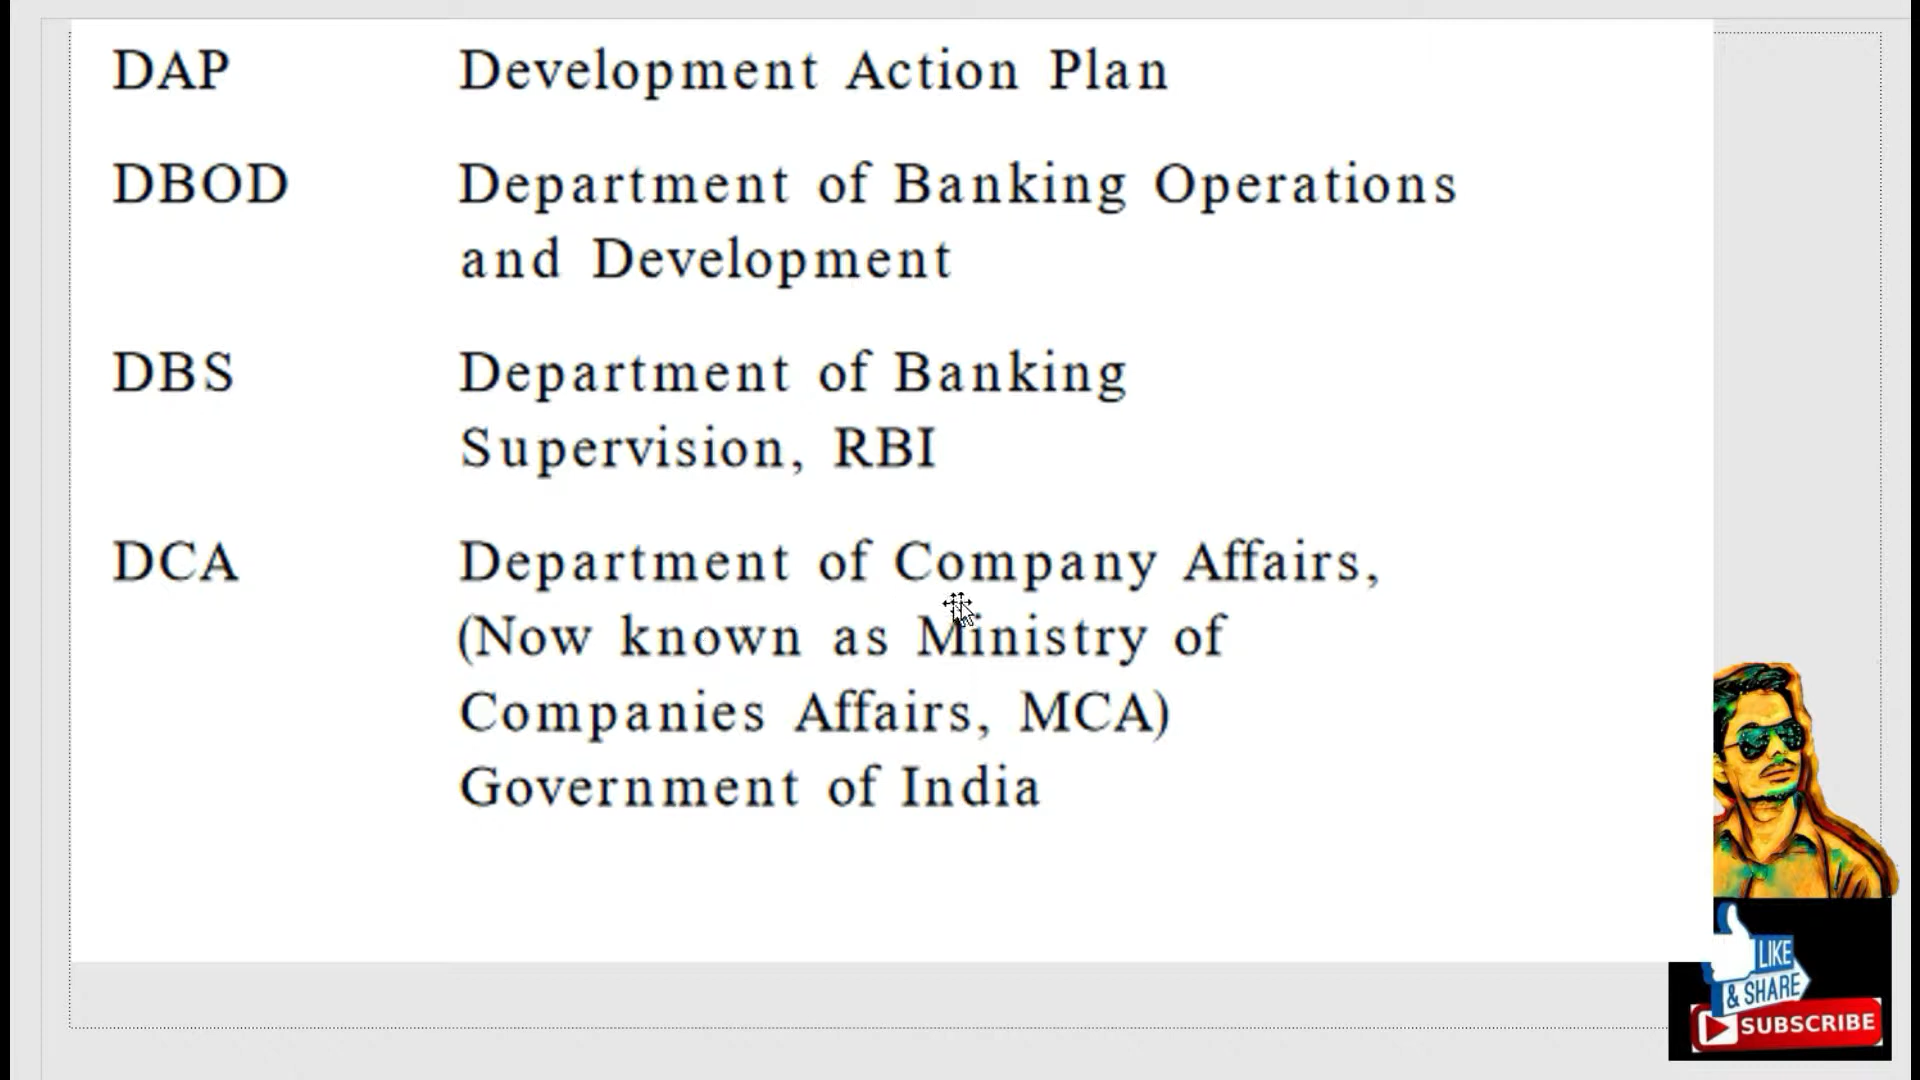 DAP Development Action Plan
DBOD Department of Banking Operations
and Development
DBS Department of Banking
Supervision, RBI
DCA Department of Company Affairs,
(Now known as Ministry of
Companies Affairs, MCA)
Government of India
LIKE
& SHARE
SUBSCRIBE